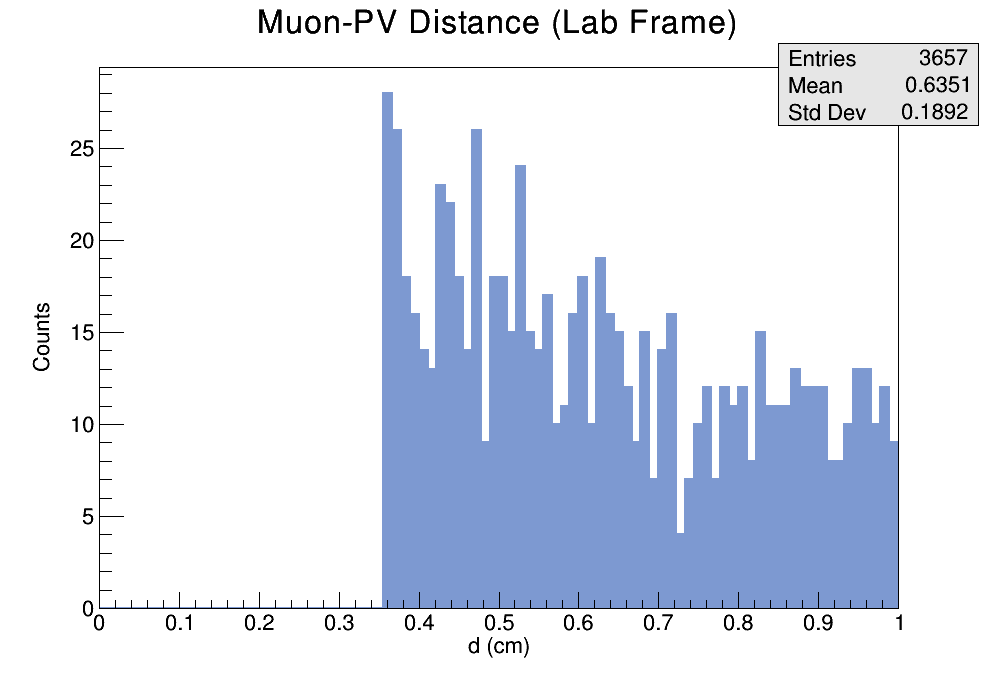 Muon-PV Distance (Lab Frame)
Entries 3657
Mean 0.6351
Std Dev 0.1892
25
20
15
10
5
0
Counts
0 0.1 0.2 0.3 0.4 0.5 0.6 0.7 0.8 0.9 1
d (cm)